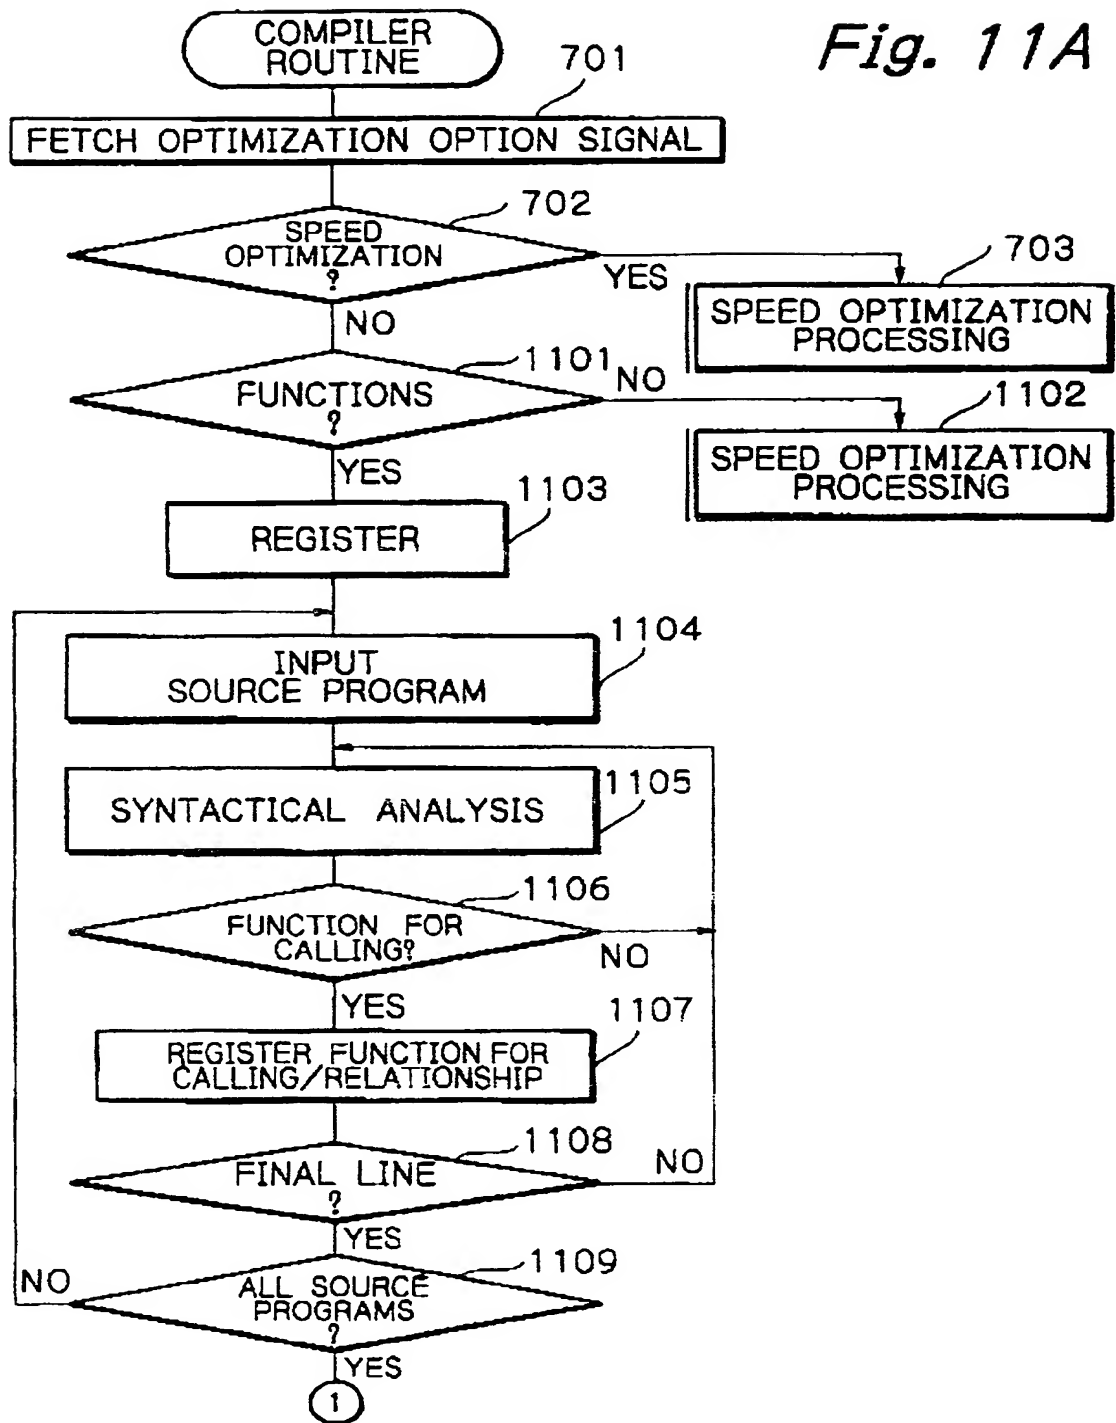 COMPILER
ROUTINE
Fig. 11A
701
FETCH OPTIMIZATION OPTION SIGNAL
702
SPEED
OPTIMIZATION
?
YES
703
SPEED OPTIMIZATION
PROCESSING
NO
1101
FUNCTIONS
?
NO
1102
SPEED OPTIMIZATION
PROCESSING
YES
1103
REGISTER
1104
INPUT
SOURCE PROGRAM
1105
SYNTACTICAL ANALYSIS
1106
FUNCTION FOR
CALLING?
NO
YES
1107
REGISTER FUNCTION FOR
CALLING/RELATIONSHIP
1108
FINAL LINE
?
NO
YES
1109
NO
ALL SOURCE
PROGRAMS
?
YES
1